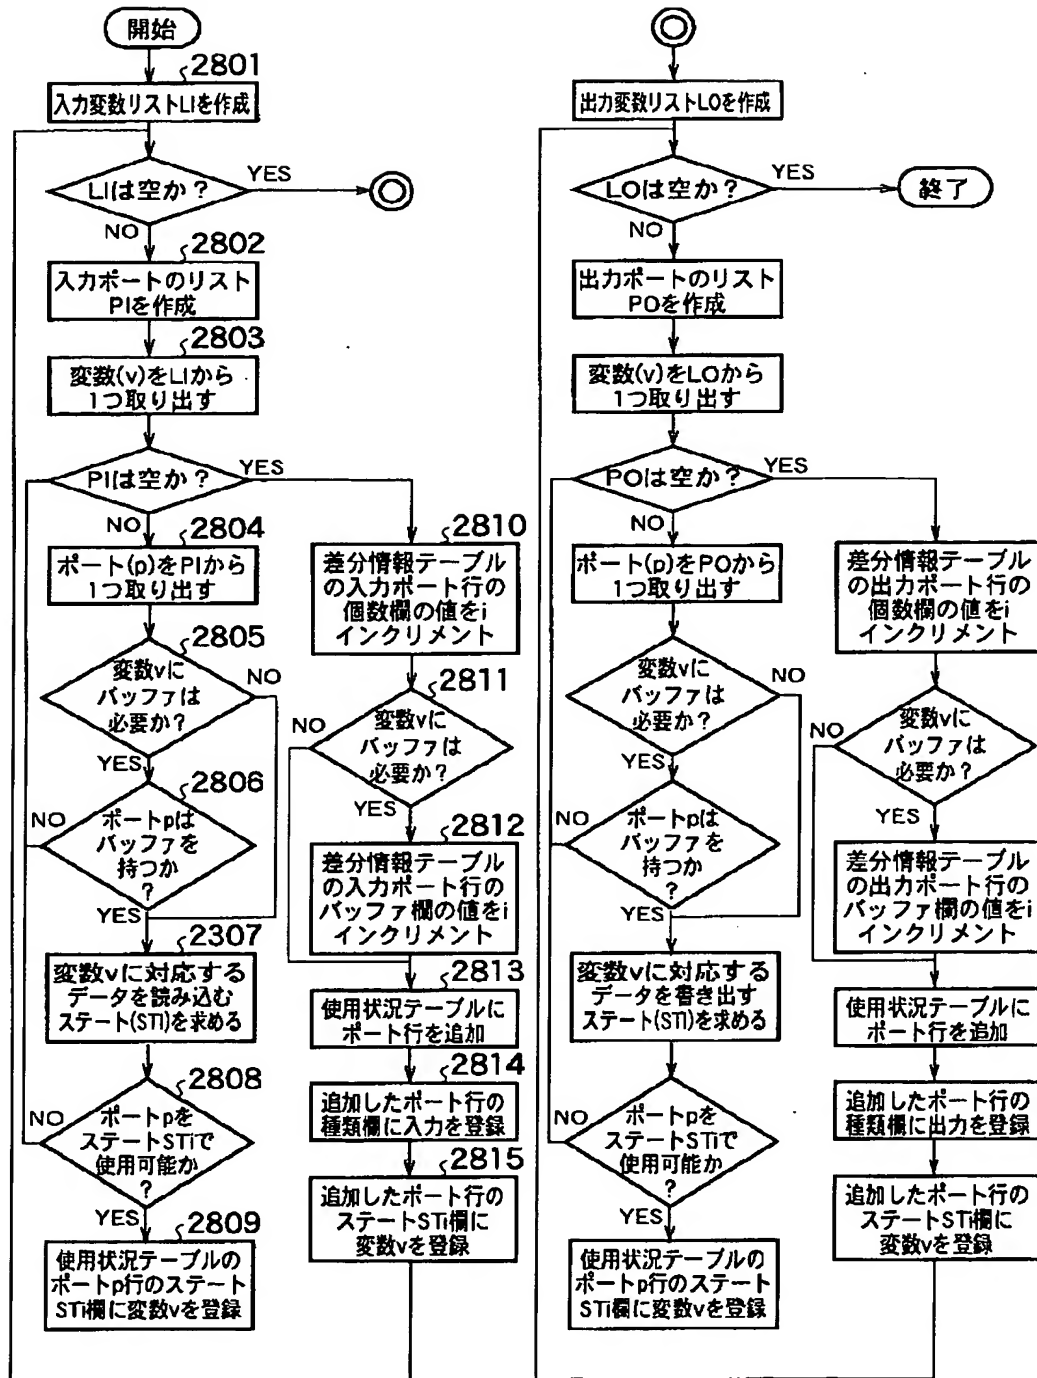 開始
2801
入力変数リストLIを作成
LIは空か？
YES
NO
2802
入力ポートのリスト
PIを作成
2803
変数(v)をLIから
1つ取り出す
PIは空か？
YES
NO
2804
ポート(p)をPIから
1つ取り出す
2805
変数vに
バッファは
必要か？
NO
YES
2806
ポートpは
バッファを
持つか
？
NO
YES
2307
変数vに対応する
データを読み込む
ステート(STi)を求める
2808
ポートpを
ステートSTiで
使用可能か
？
NO
YES
2809
使用状況テーブルの
ポートp行のステート
STi欄に変数vを登録
2810
差分情報テーブル
の入力ポート行の
個数欄の値をi
インクリメント
2811
変数vに
バッファは
必要か？
NO
YES
2812
差分情報テーブル
の入力ポート行の
バッファ欄の値をi
インクリメント
2813
使用状況テーブルに
ポート行を追加
2814
追加したポート行の
種類欄に入力を登録
2815
追加したポート行の
ステートSTi欄に
変数vを登録
出力変数リストLOを作成
LOは空か？
YES
終了
NO
出力ポートのリスト
POを作成
変数(v)をLOから
1つ取り出す
POは空か？
YES
NO
ポート(p)をPOから
1つ取り出す
変数vに
バッファは
必要か？
NO
YES
ポートpは
バッファを
持つか
？
NO
YES
変数vに対応する
データを書き出す
ステート(STi)を求める
ポートpを
ステートSTiで
使用可能か
？
NO
YES
使用状況テーブルの
ポートp行のステート
STi欄に変数vを登録
差分情報テーブル
の出力ポート行の
個数欄の値をi
インクリメント
変数vに
バッファは
必要か？
NO
YES
差分情報テーブル
の出力ポート行の
バッファ欄の値をi
インクリメント
使用状況テーブルに
ポート行を追加
追加したポート行の
種類欄に出力を登録
追加したポート行の
ステートSTi欄に
変数vを登録